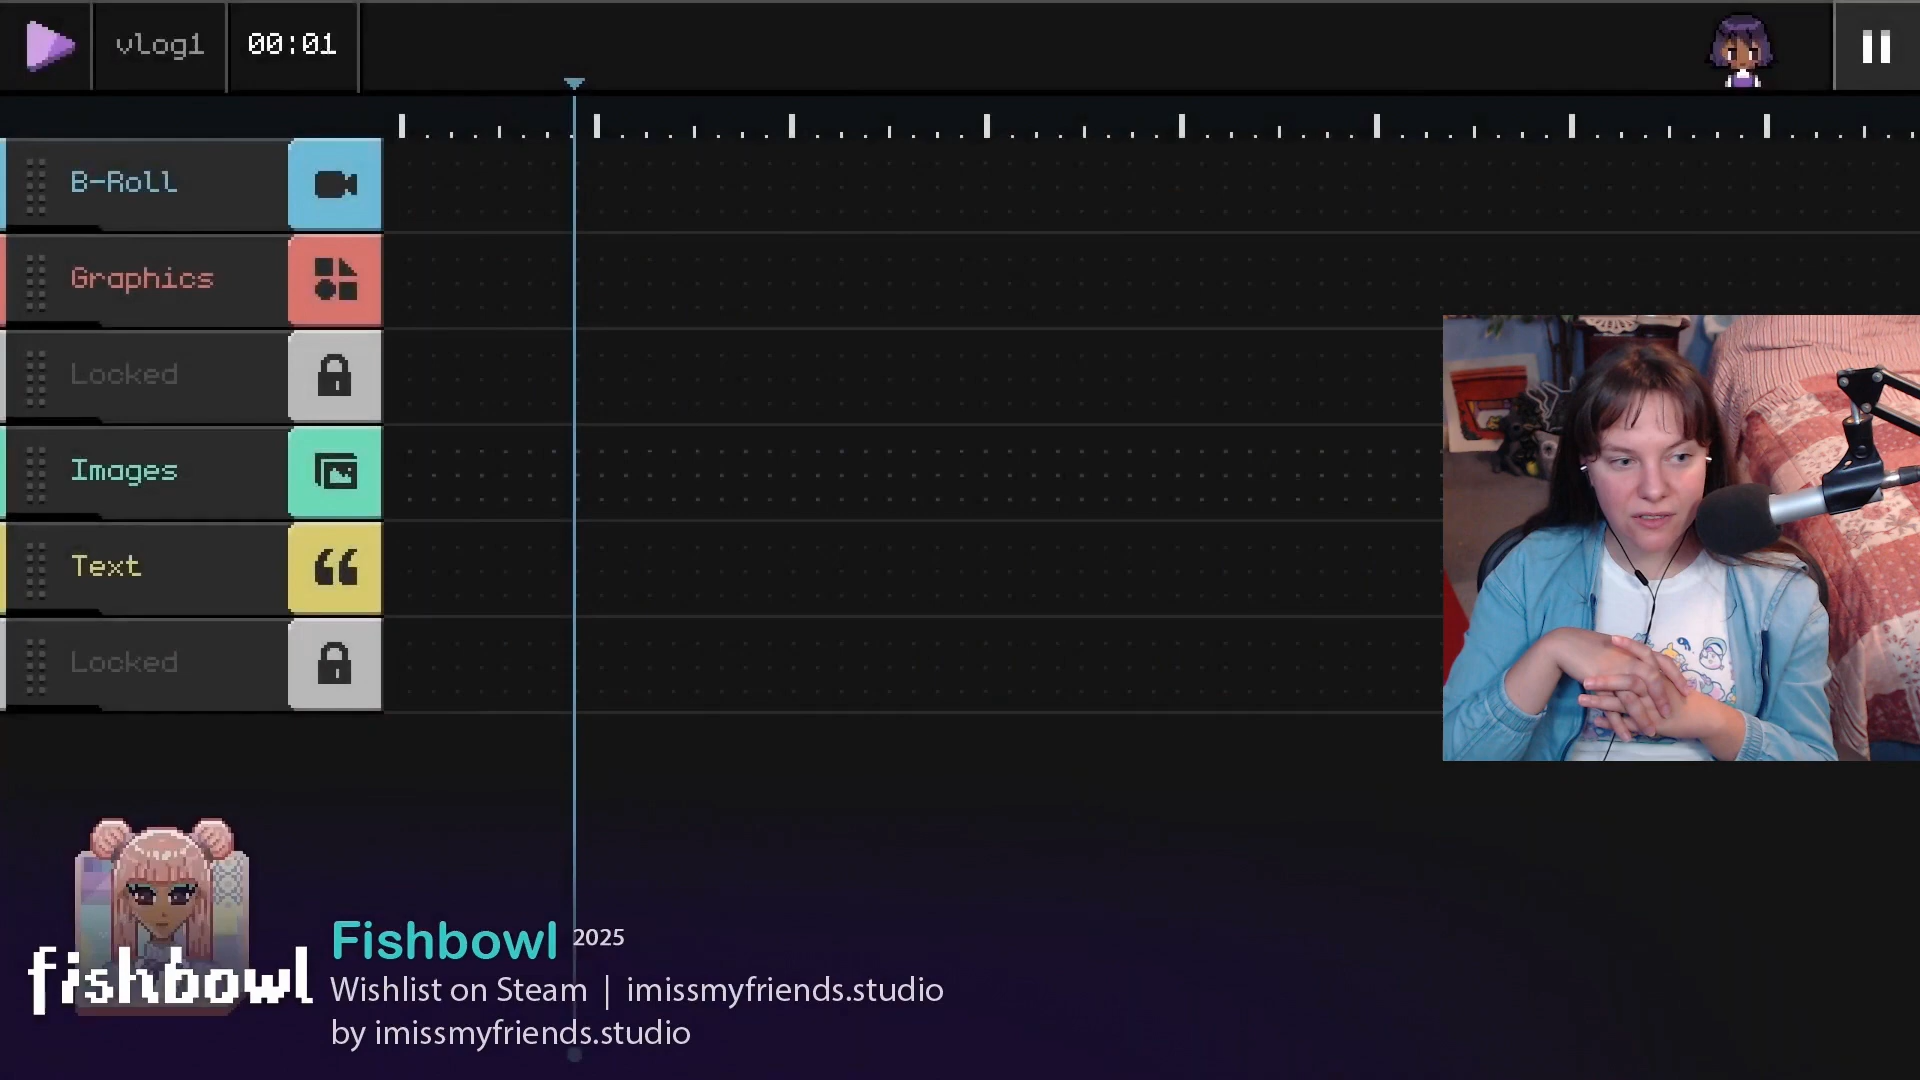 vlog1
00:01
B-Roll
Graphics
Locked
Images
Text
Locked
fishbowl
Fishbowl 2025
Wishlist on Steam | imissmyfriends.studio
by imissmyfriends.studio